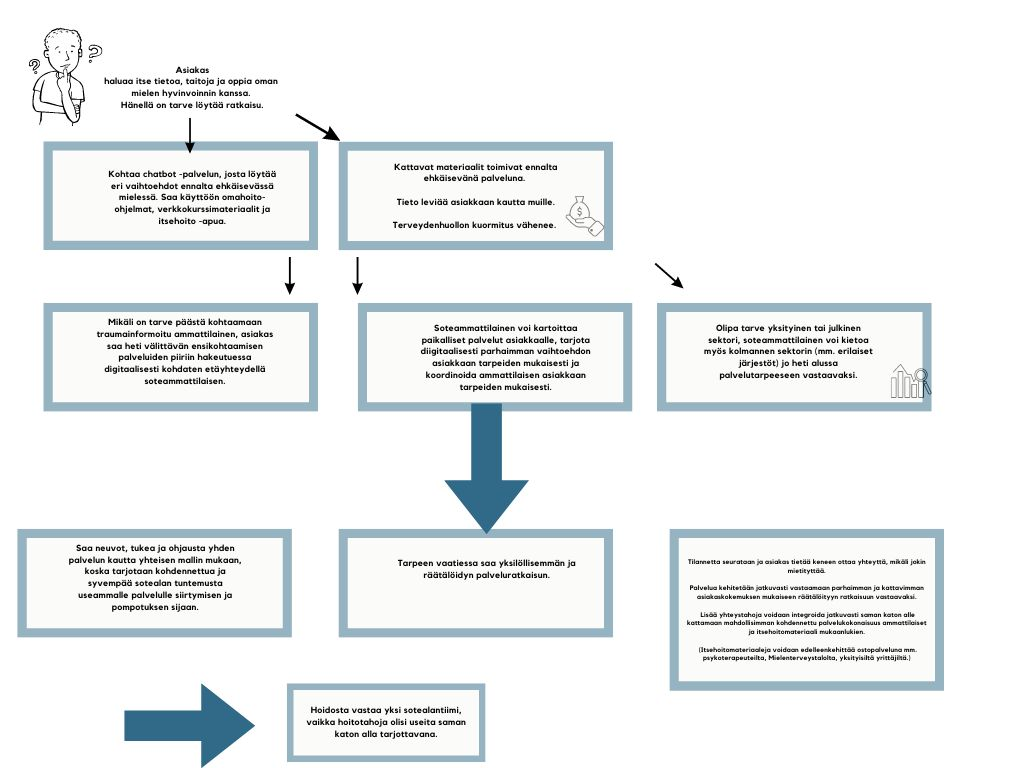 Asiakas
haluaa itse tietoa, taitoja ja oppia oman
mielen hyvinvoinnin kanssa.
Hänellä on tarve löytää ratkaisu.
Kohtaa chatbot -palvelun, josta löytää
eri vaihtoehdot ennalta ehkäisevässä
mielessä. Saa käyttöön omahoito-
ohjelmat, verkkokurssimateriaalit ja
itsehoito -apua.
Kattavat materiaalit toimivat ennalta
ehkäisevänä palveluna.
Tieto leviää asiakkaan kautta muille.
Terveydenhuollon kuormitus vähenee.
Mikäli on tarve päästä kohtaamaan
traumainformoitu ammattilainen, asiakas
saa heti välittävän ensikohtaamisen
palveluiden piiriin hakeutuessa
digitaalisesti kohdaten etäyhteydellä
soteammattilaisen.
Soteammattilainen voi kartoittaa
paikalliset palvelut asiakkaalle, tarjota
diigitaalisesti parhaimman vaihtoehdon
asiakkaan tarpeiden mukaisesti ja
koordinoida ammattilaisen asiakkaan
tarpeiden mukaisesti.
Olipa tarve yksityinen tai julkinen
sektori, soteammattilainen voi kietoa
myös kolmannen sektorin (mm. erilaiset
järjestöt) jo heti alussa
palvelutarpeeseen vastaavaksi.
Saa neuvot, tukea ja ohjausta yhden
palvelun kautta yhteisen mallin mukaan,
koska tarjotaan kohdennettua ja
syvempää sotealan tuntemusta
useammalle palvelulle siirtymisen ja
pompotuksen sijaan.
Tarpeen vaatiessa saa yksilöllisemmän ja
räätälöidyn palveluratkaisun.
Tilannetta seurataan ja asiakas tietää keneen ottaa yhteyttä, mikäli jokin
mietityttää.
Palvelua kehitetään jatkuvasti vastaamaan parhaimman ja kattavimman
asiakaskokemuksen mukaiseen räätälöityyn ratkaisuun vastaavaksi.
Lisää yhteystahoja voidaan integroida jatkuvasti saman katon alle
kattamaan mahdollisimman kohdennettu palvelukokonaisuus ammattilaiset
ja itsehoitomateriaali mukaanlukien.
(Itsehoitomateriaaleja voidaan edelleenkehittää ostopalveluna mm.
psykoterapeuteilta, Mielenterveystalolta, yksityisiltä yrittäjiltä.)
Hoidosta vastaa yksi sotealantiimi,
vaikka hoitotahoja olisi useita saman
katon alla tarjottavana.